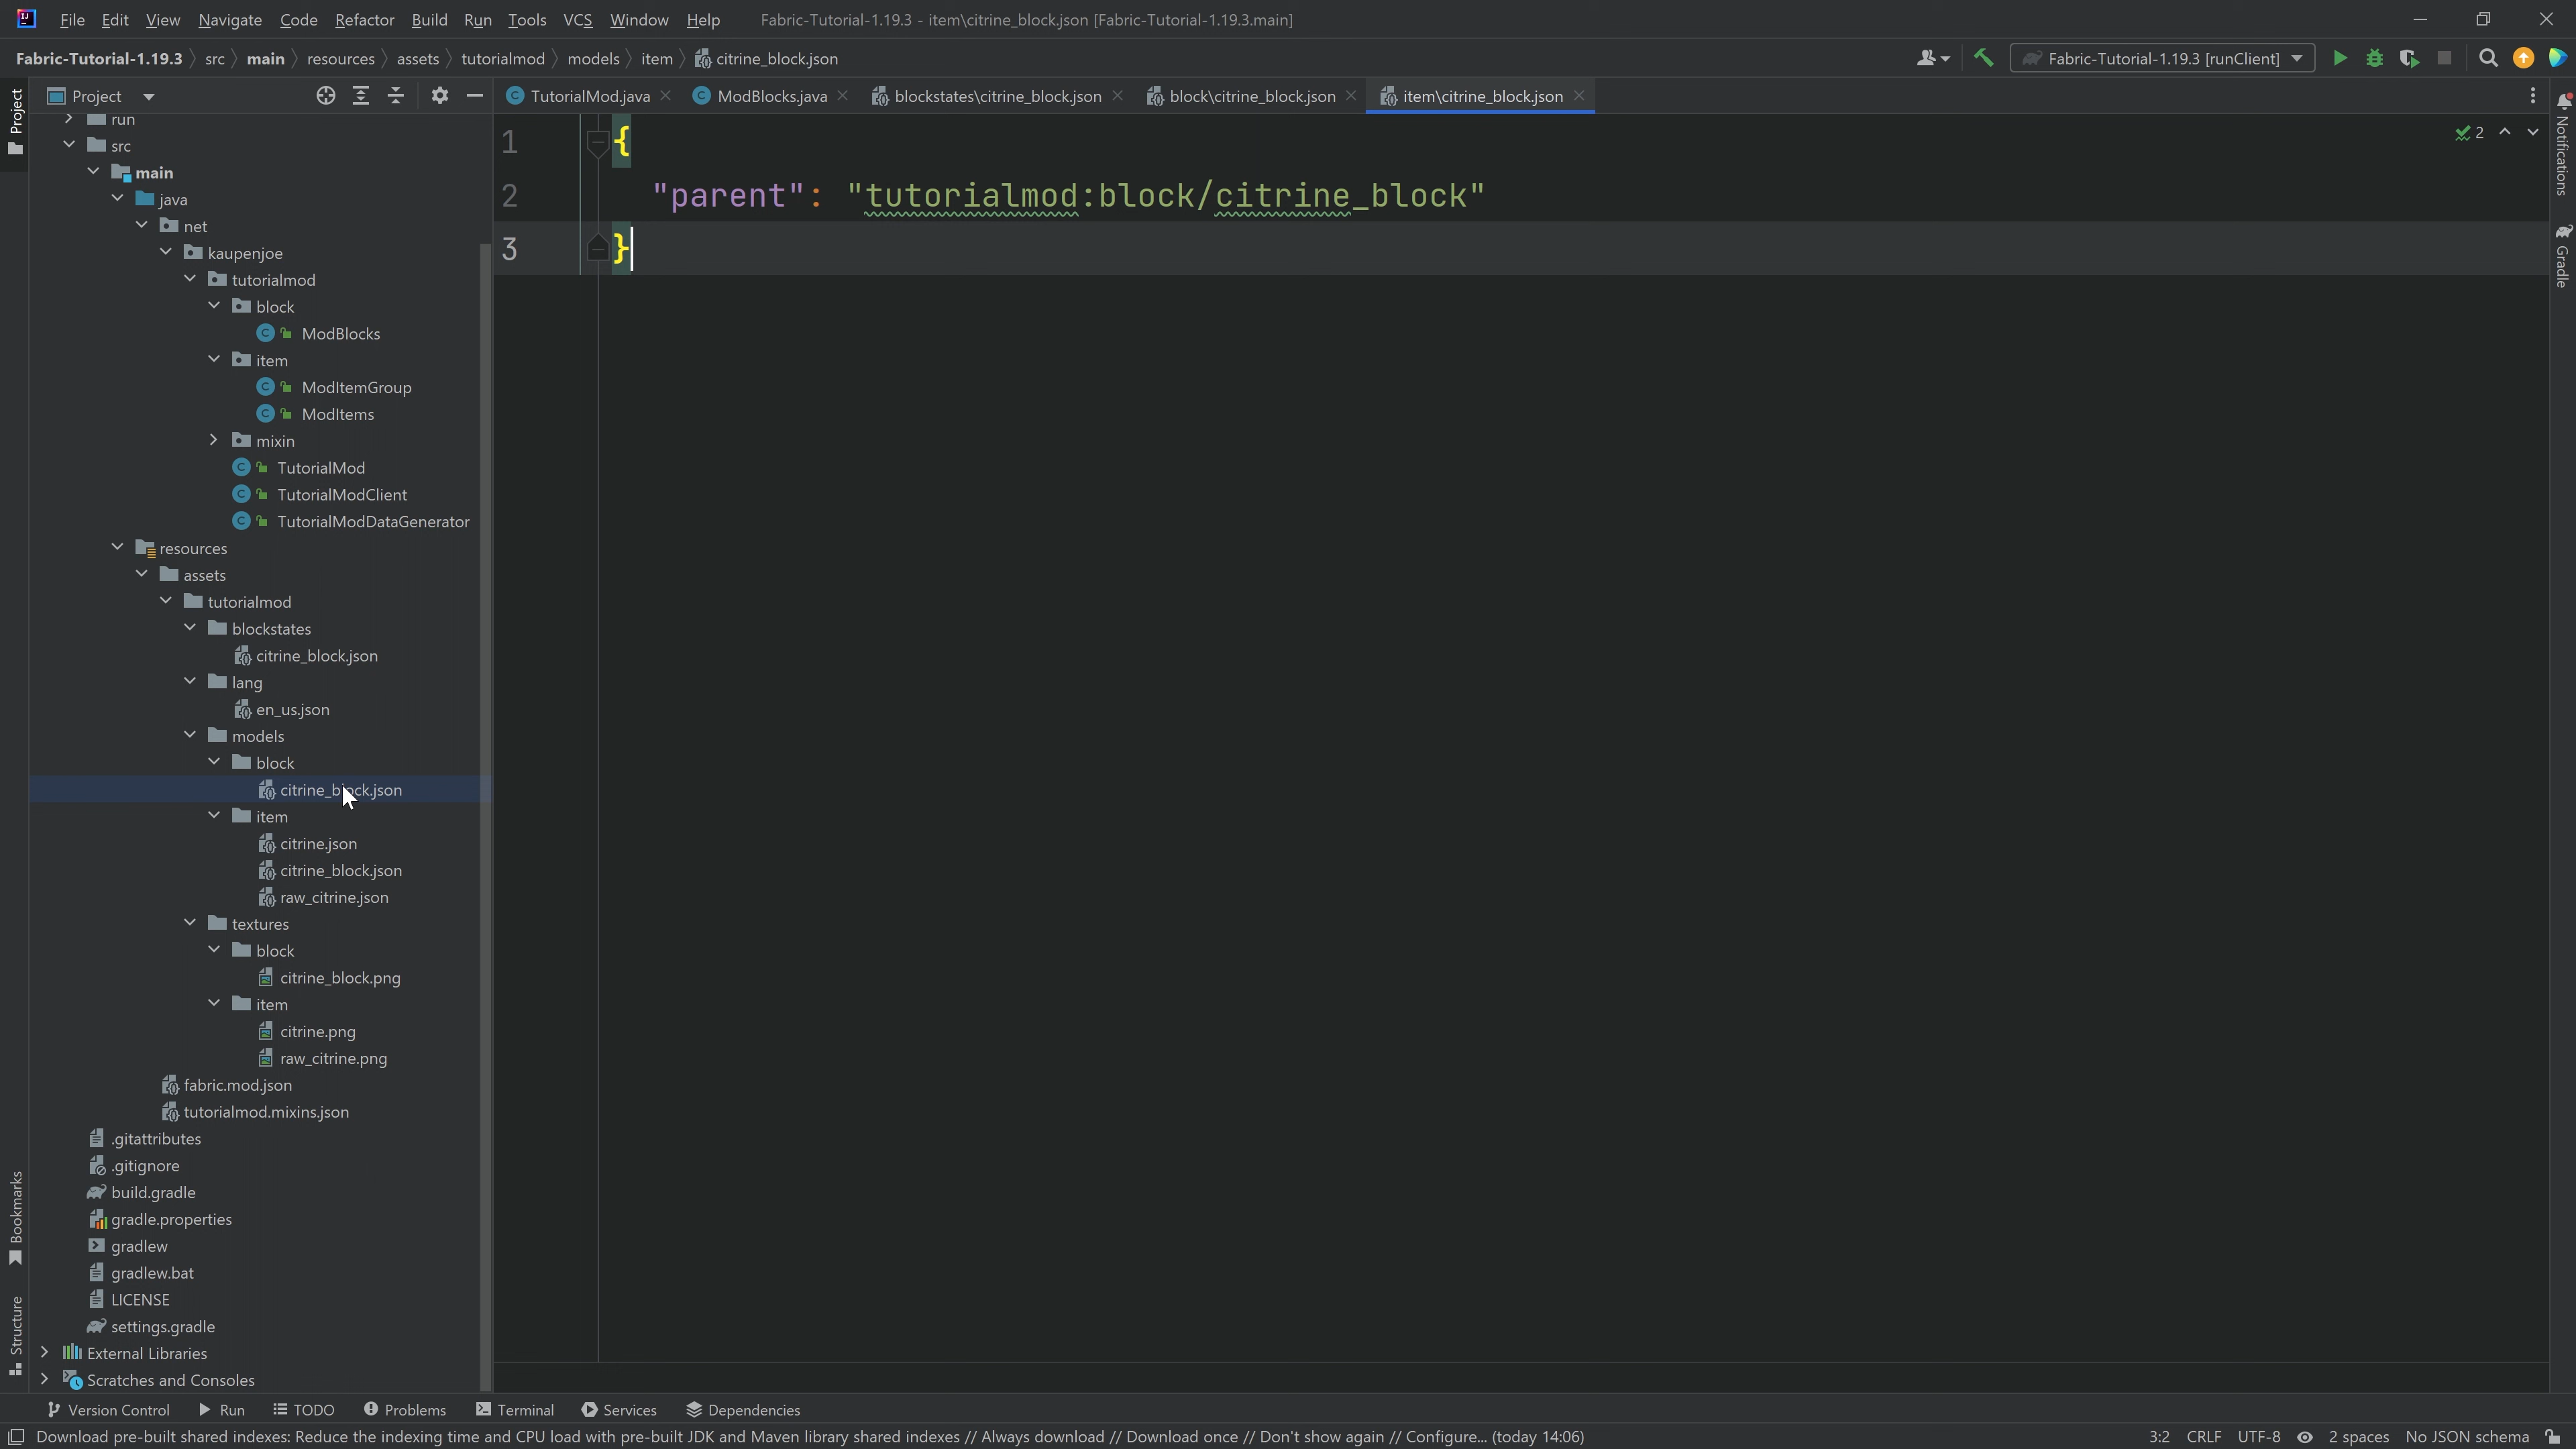 File Edit View Navigate Code Refactor Build Run Tools VCS Window Help Fabric-Tutorial-1.19.3 - item\citrine_block.json [Fabric-Tutorial-1.19.3.main]
Fabric-Tutorial-1.19.3 src main resources assets tutorialmod models item citrine_block.json Fabric-Tutorial-1.19.3 [runClient]
Project
TutorialMod.java ModBlocks.java blockstates\citrine_block.json block\citrine_block.json item\citrine_block.json
Project
run
src
main
java
net
kaupenjoe
tutorialmod
block
ModBlocks
item
ModItemGroup
ModItems
mixin
TutorialMod
TutorialModClient
TutorialModDataGenerator
resources
assets
tutorialmod
blockstates
citrine_block.json
lang
en_us.json
models
block
citrine_block.json
item
citrine.json
citrine_block.json
raw_citrine.json
textures
block
citrine_block.png
item
citrine.png
raw_citrine.png
fabric.mod.json
tutorialmod.mixins.json
.gitattributes
.gitignore
build.gradle
gradle.properties
gradlew
gradlew.bat
LICENSE
settings.gradle
External Libraries
Scratches and Consoles
1 {
2 "parent": "tutorialmod:block/citrine_block"
3 }
2
Notifications
Gradle
Bookmarks
Structure
Version Control Run TODO Problems Terminal Services Dependencies
Download pre-built shared indexes: Reduce the indexing time and CPU load with pre-built JDK and Maven library shared indexes // Always download // Download once // Don't show again // Configure... (today 14:06) 3:2 CRLF UTF-8 2 spaces No JSON schema